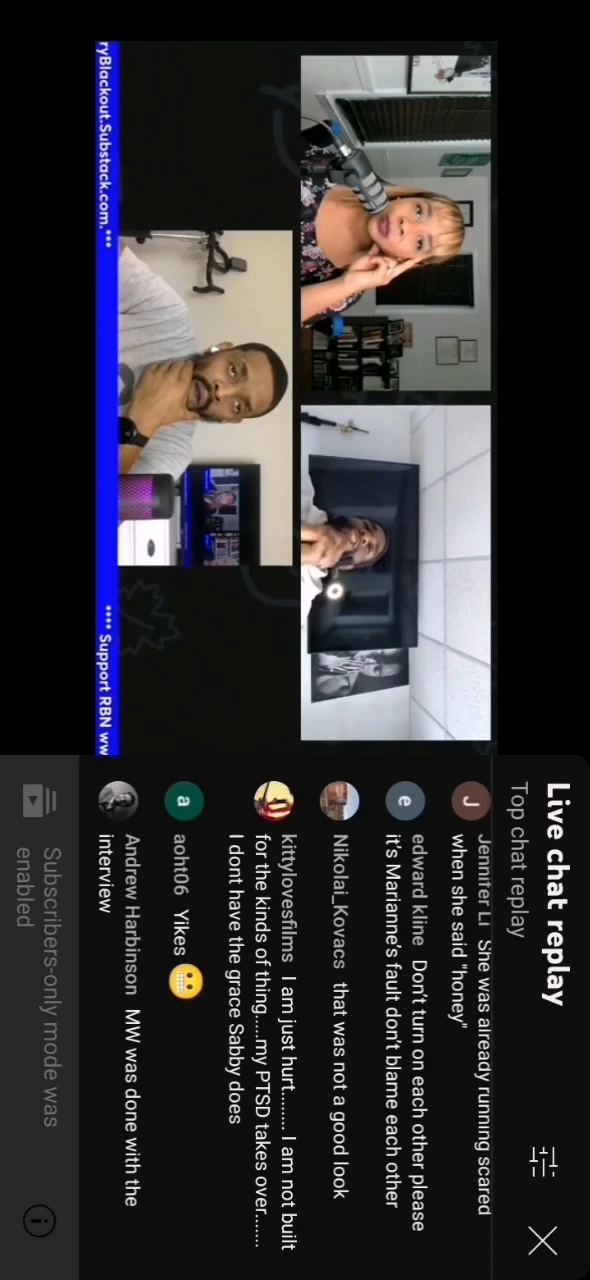 ryBlackout.Substack.com.***
**** Support RBN ww
Live chat replay
Top chat replay
Jennifer Li She was already running scared
when she said "honey"
edward kline Don't turn on each other please
it's Marianne's fault don't blame each other
Nikolai_Kovacs that was not a good look
kittylovesfilms I am just hurt........ I am not built
for the kinds of thing.....my PTSD takes over.......
I dont have the grace Sabby does
aoht06 Yikes 😬
Andrew Harbinson MW was done with the
interview
Subscribers-only mode was
enabled